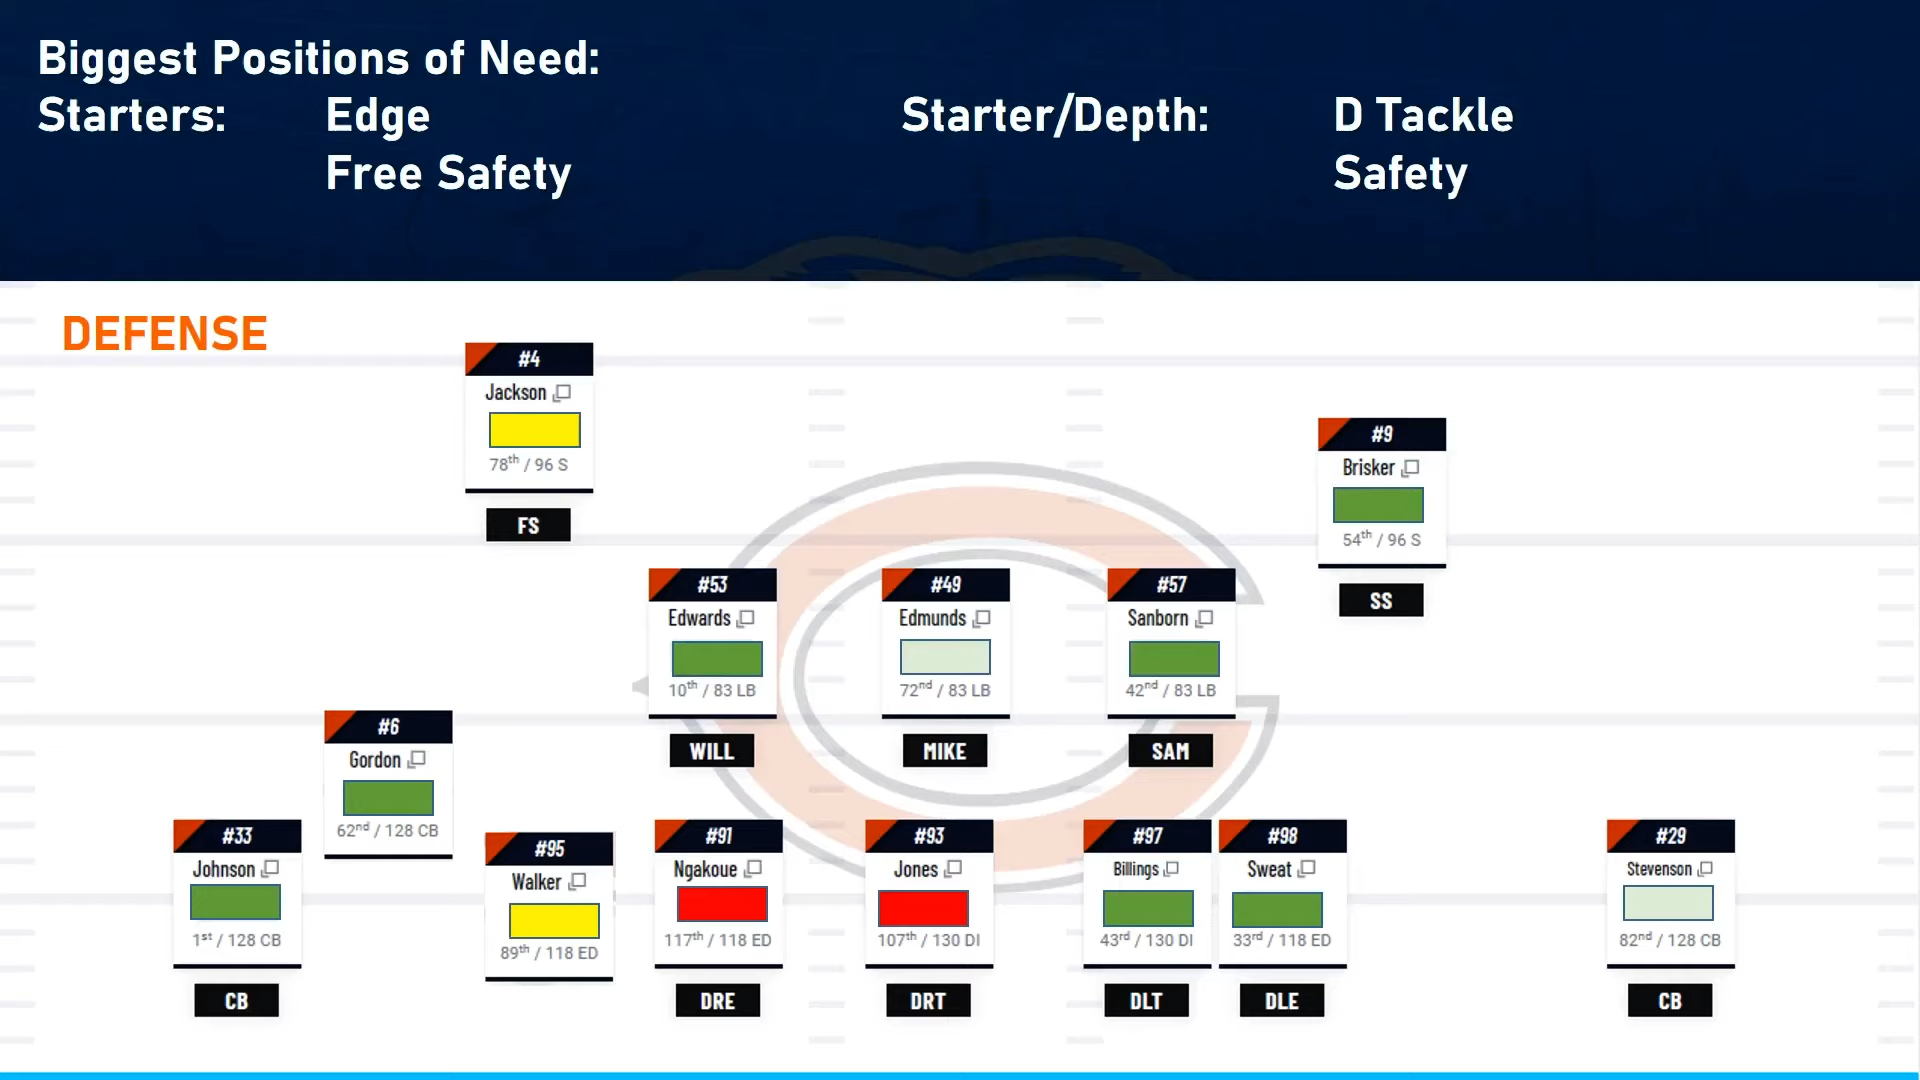 Biggest Positions of Need:
Starters: Edge Starter/Depth: D Tackle
Free Safety Safety
DEFENSE
#4
Jackson
78th / 96 S
FS
#9
Brisker
54th / 96 S
SS
#53
Edwards
10th / 83 LB
WILL
#49
Edmunds
72nd / 83 LB
MIKE
#57
Sanborn
42nd / 83 LB
SAM
#6
Gordon
62nd / 128 CB
#33
Johnson
1st / 128 CB
CB
#95
Walker
89th / 118 ED
#91
Ngakoue
117th / 118 ED
DRE
#93
Jones
107th / 130 DI
DRT
#97
Billings
43rd / 130 DI
DLT
#98
Sweat
33rd / 118 ED
DLE
#29
Stevenson
82nd / 128 CB
CB